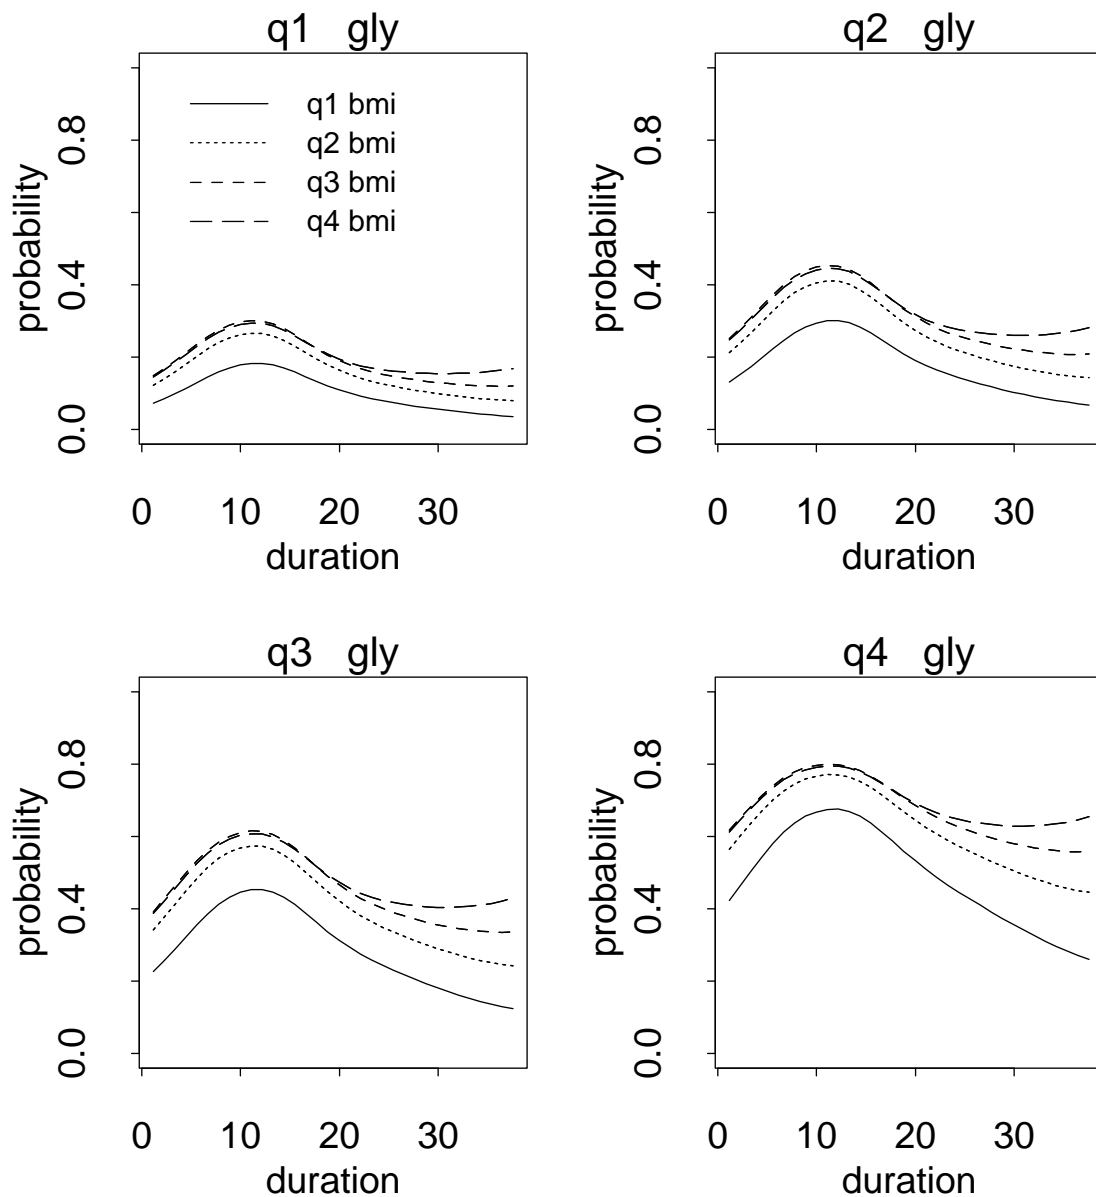 q1 gly
probability
0.0 0.4 0.8
q1 bmi
q2 bmi
q3 bmi
q4 bmi
0 10 20 30
duration
q2 gly
probability
0.0 0.4 0.8
0 10 20 30
duration
q3 gly
probability
0.0 0.4 0.8
0 10 20 30
duration
q4 gly
probability
0.0 0.4 0.8
0 10 20 30
duration